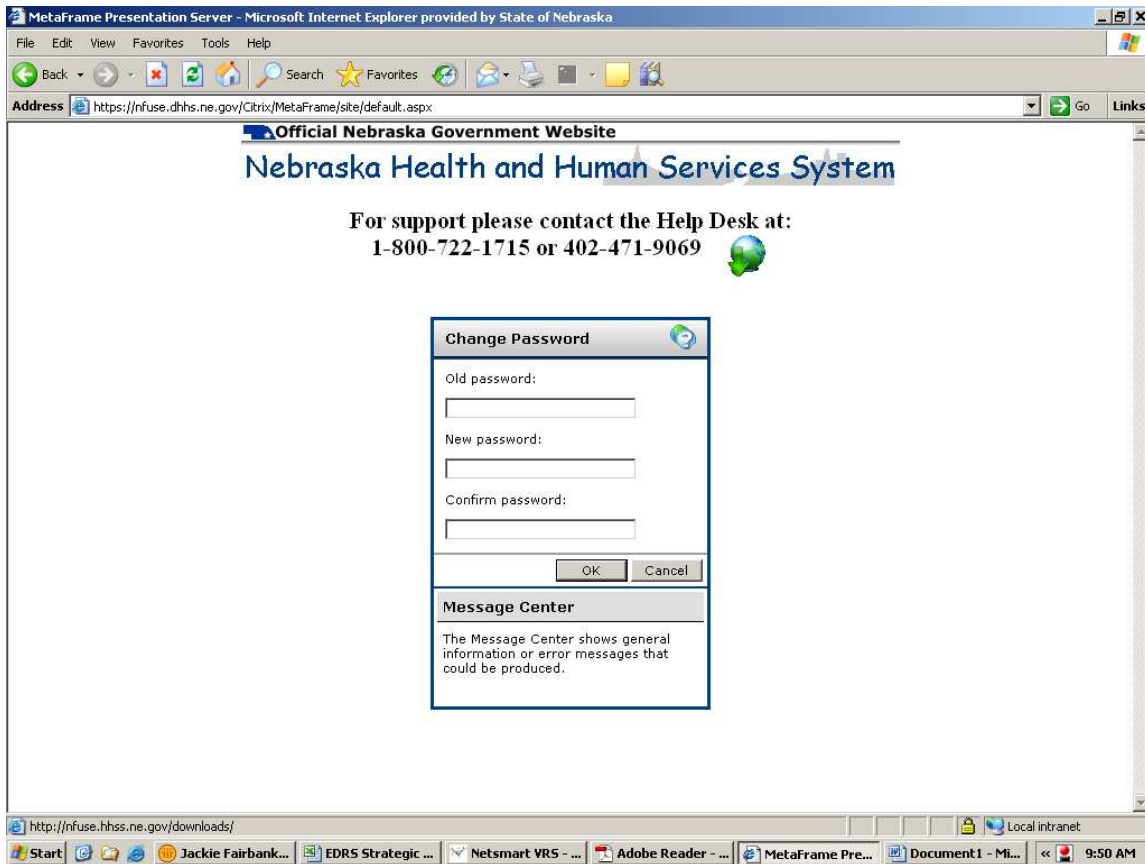 MetaFrame Presentation Server - Microsoft Internet Explorer provided by State of Nebraska
File Edit View Favorites Tools Help
Back Search Favorites
Address https://nfuse.dhhs.ne.gov/Citrix/MetaFrame/site/default.aspx Go Links
Official Nebraska Government Website
Nebraska Health and Human Services System
For support please contact the Help Desk at:
1-800-722-1715 or 402-471-9069
Change Password
Old password:
New password:
Confirm password:
OK Cancel
Message Center
The Message Center shows general
information or error messages that
could be produced.
http://nfuse.hhss.ne.gov/downloads/ Local intranet
Start Jackie Fairbank... EDRS Strategic ... Netsmart VRS - ... Adobe Reader - ... MetaFrame Pre... Document1 - Mi... « 9:50 AM